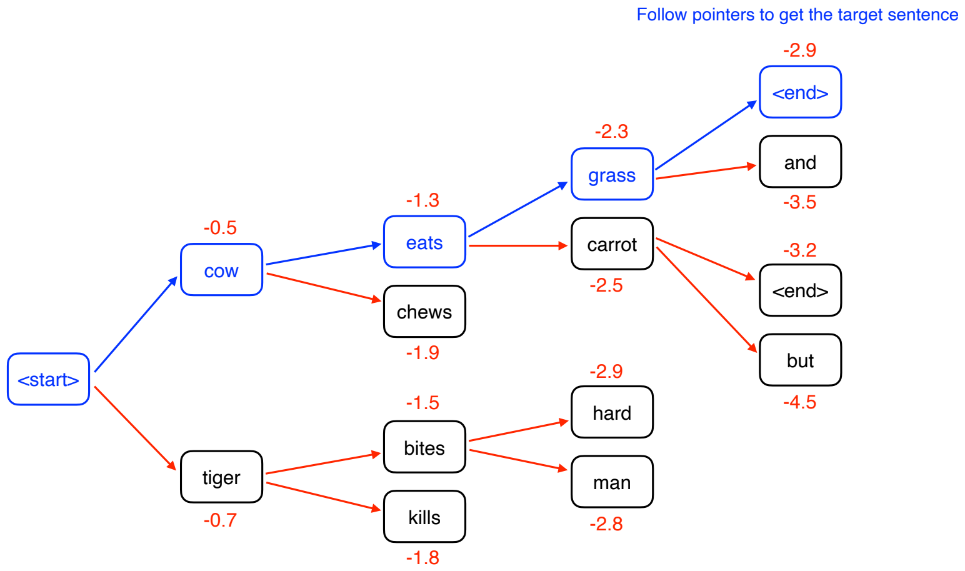 Follow pointers to get the target sentence
-2.9
<end>
-2.3
grass
and
-3.5
-1.3
eats
-0.5
cow
carrot
-2.5
-3.2
<end>
chews
-1.9
but
-4.5
<start>
-2.9
hard
-1.5
bites
tiger
-0.7
man
-2.8
kills
-1.8